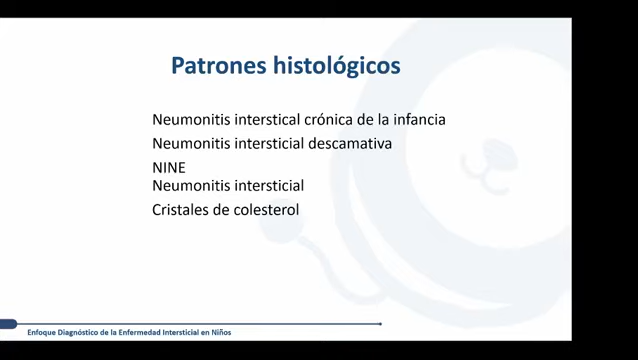 Patrones histológicos
Neumonitis interstical crónica de la infancia
Neumonitis intersticial descamativa
NINE
Neumonitis intersticial
Cristales de colesterol
Enfoque Diagnóstico de la Enfermedad Intersticial en Niños